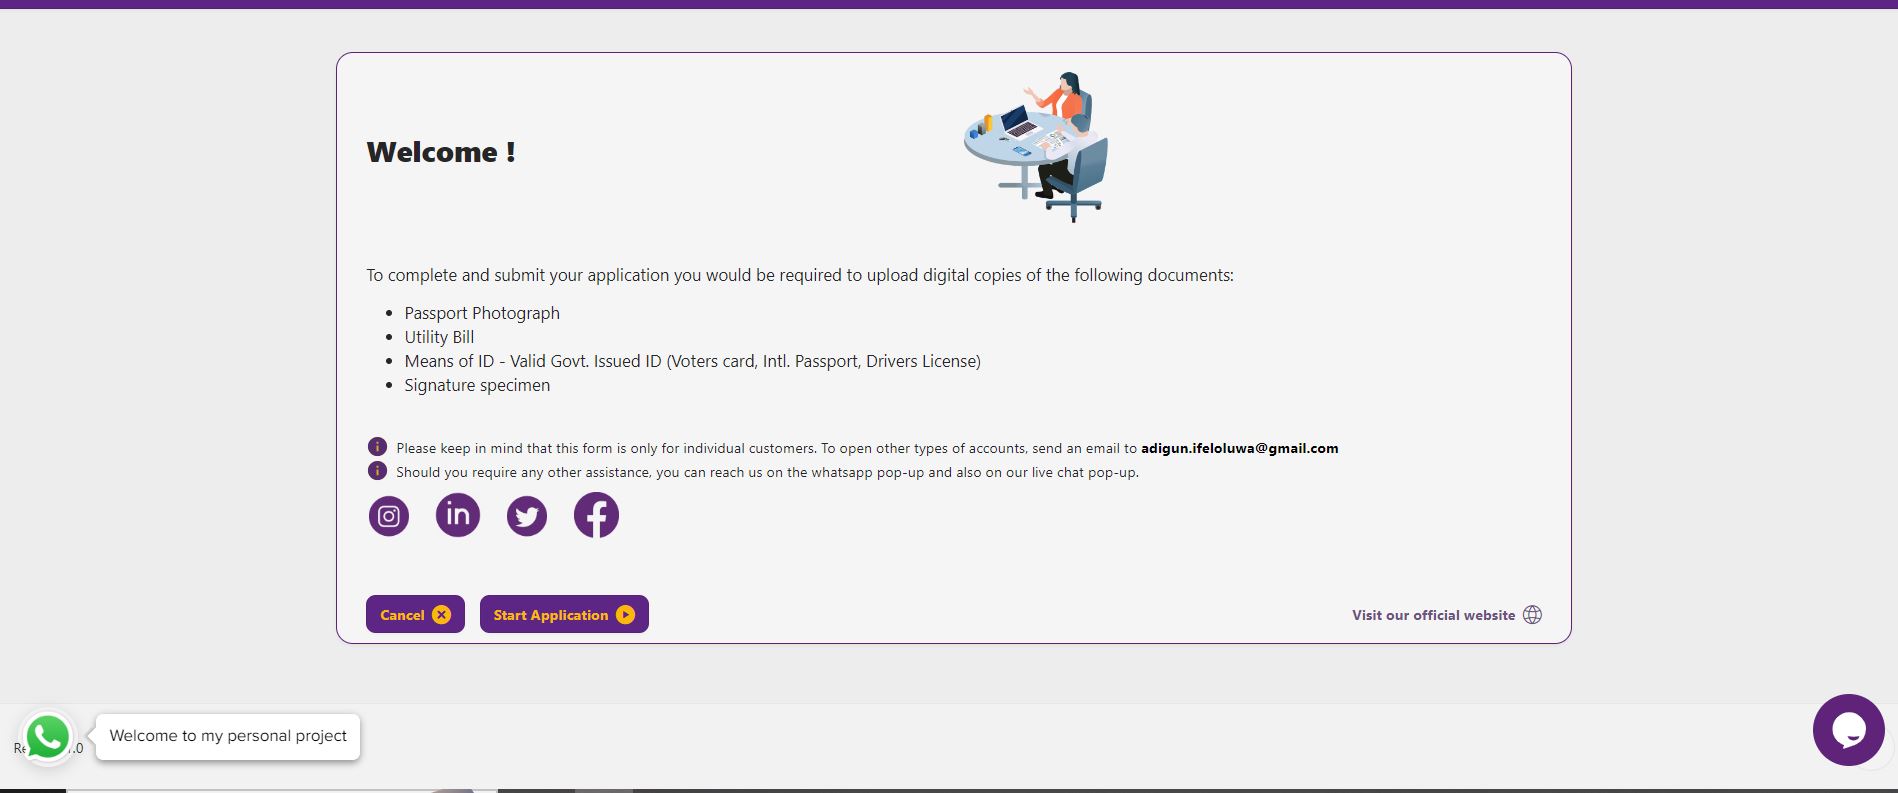 Welcome !
To complete and submit your application you would be required to upload digital copies of the following documents:
• Passport Photograph
• Utility Bill
• Means of ID - Valid Govt. Issued ID (Voters card, Intl. Passport, Drivers License)
• Signature specimen
Please keep in mind that this form is only for individual customers. To open other types of accounts, send an email to adigun.ifeloluwa@gmail.com
Should you require any other assistance, you can reach us on the whatsapp pop-up and also on our live chat pop-up.
Cancel
Start Application
Visit our official website
Welcome to my personal project